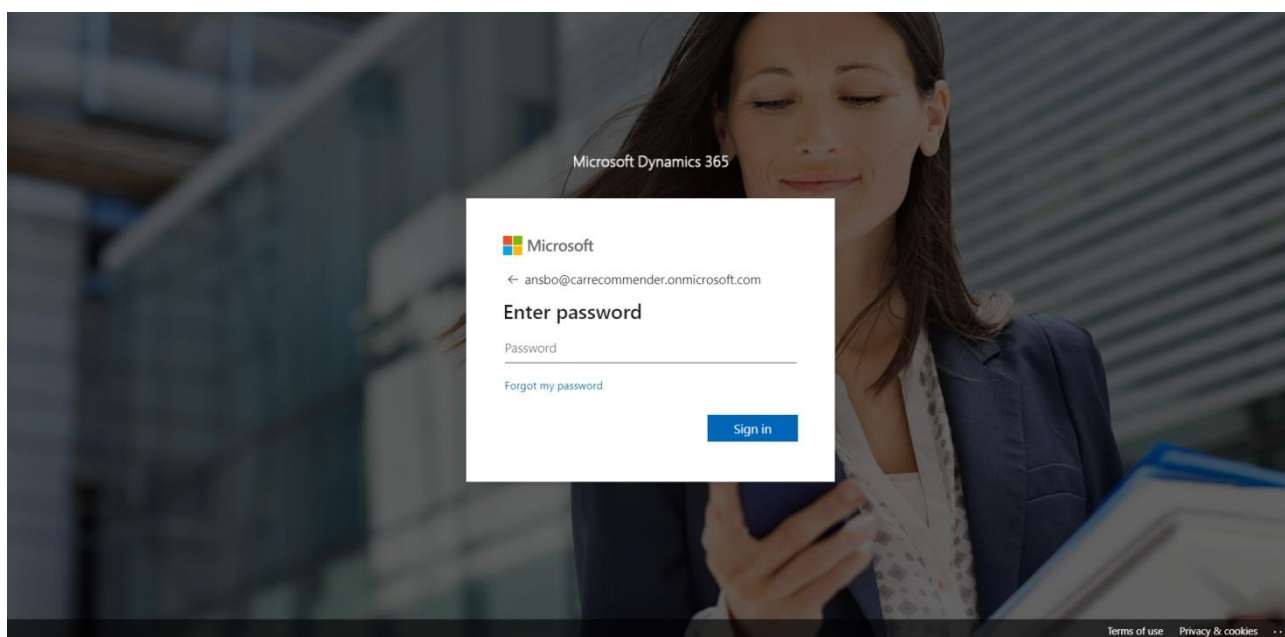 Microsoft Dynamics 365
Microsoft
← ansbo@carrecommender.onmicrosoft.com
Enter password
Password
Forgot my password
Sign in
Terms of use Privacy & cookies